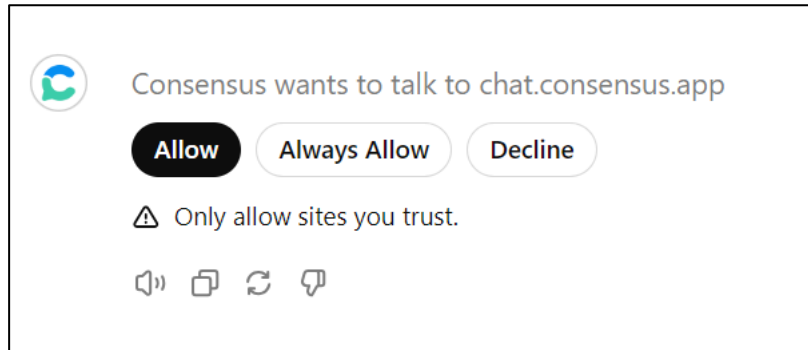 Consensus wants to talk to chat.consensus.app
Allow Always Allow Decline
Only allow sites you trust.